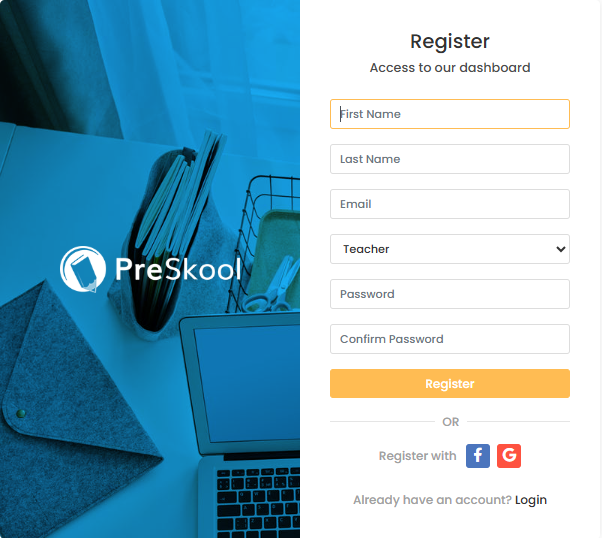 PreSkool
Register
Access to our dashboard
First Name
Last Name
Email
Teacher
Password
Confirm Password
Register
OR
Register with
Already have an account? Login